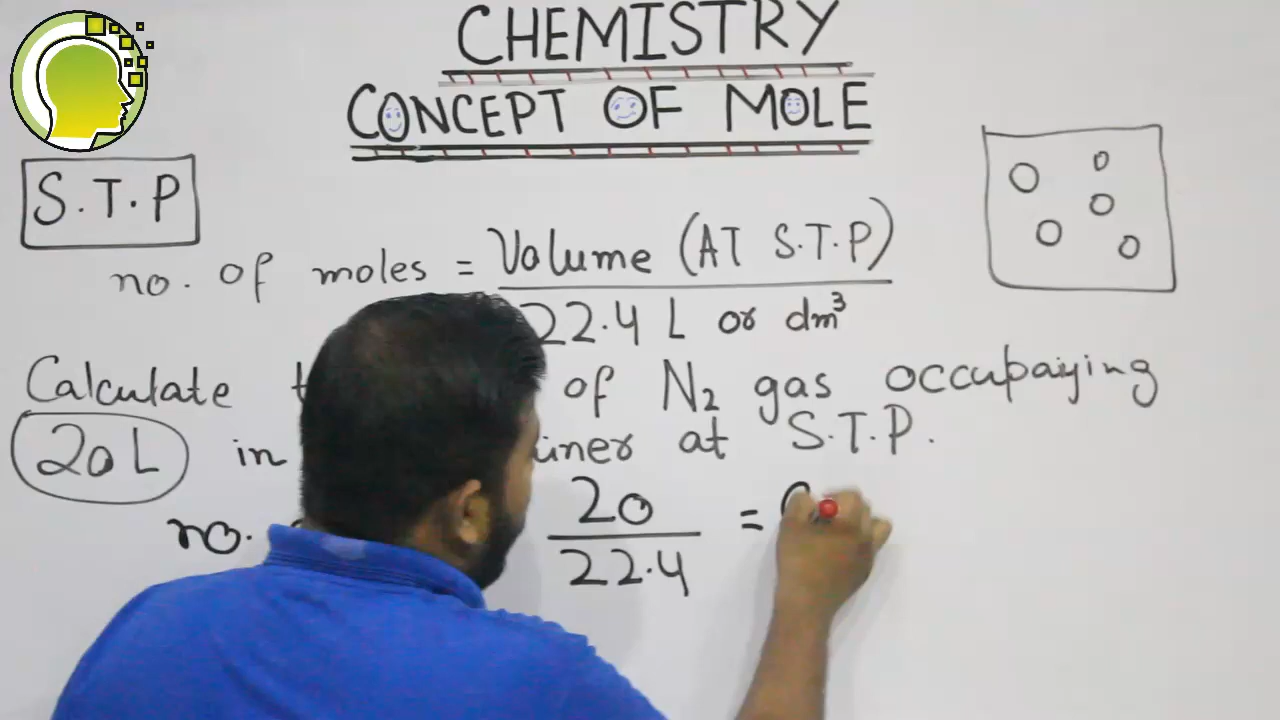 CHEMISTRY
CONCEPT OF MOLE
S.T.P
no. of moles = Volume (AT S.T.P)
22.4 L or dm³
Calculate of N₂ gas occupaying
20L in at S.T.P.
no. 20 =
22.4